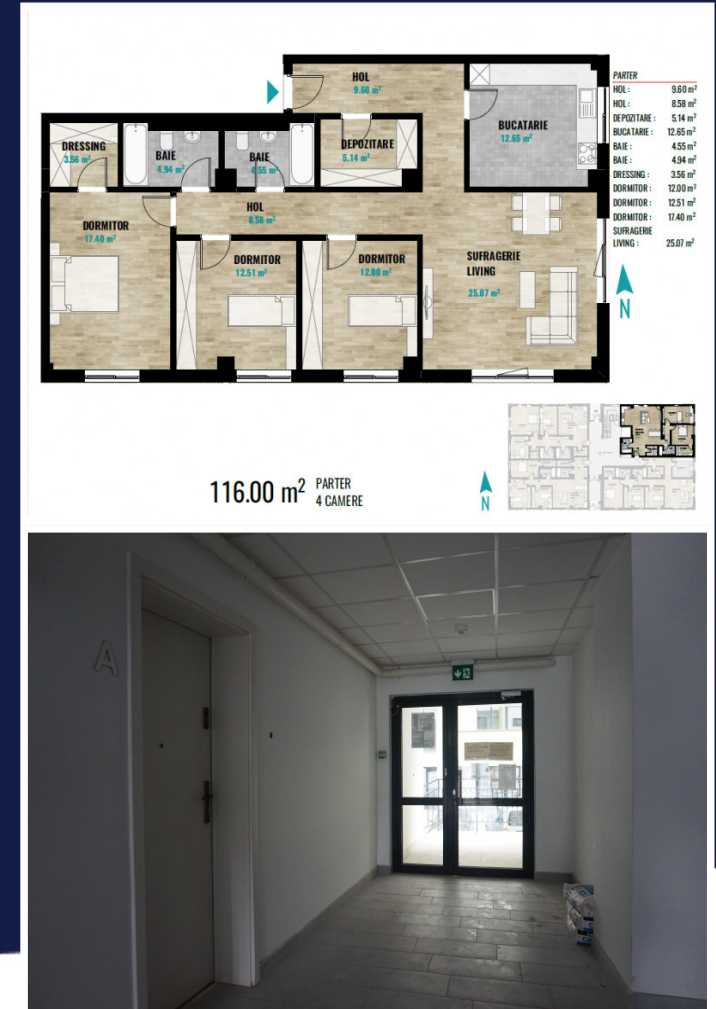 HOL
9.60 m²
BUCATARIE
12.65 m²
DRESSING
3.56 m²
BAIE
4.94 m²
BAIE
4.55 m²
DEPOZITARE
5.14 m²
HOL
8.58 m²
DORMITOR
17.40 m²
DORMITOR
12.51 m²
DORMITOR
12.00 m²
SUFRAGERIE
LIVING
25.07 m²
PARTER
HOL : 9.60 m²
HOL : 8.58 m²
DEPOZITARE : 5.14 m²
BUCATARIE : 12.65 m²
BAIE : 4.55 m²
BAIE : 4.94 m²
DRESSING : 3.56 m²
DORMITOR : 12.00 m²
DORMITOR : 12.51 m²
DORMITOR : 17.40 m²
SUFRAGERIE
LIVING : 25.07 m²
N
116.00 m² PARTER
4 CAMERE
N
A